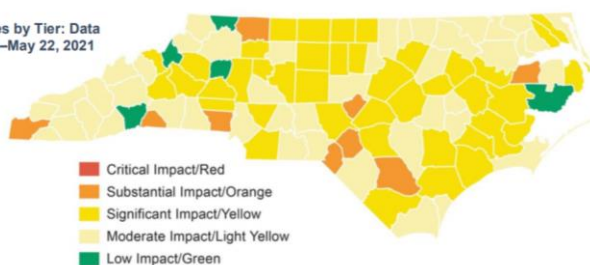 es by Tier: Data
–May 22, 2021
Critical Impact/Red
Substantial Impact/Orange
Significant Impact/Yellow
Moderate Impact/Light Yellow
Low Impact/Green